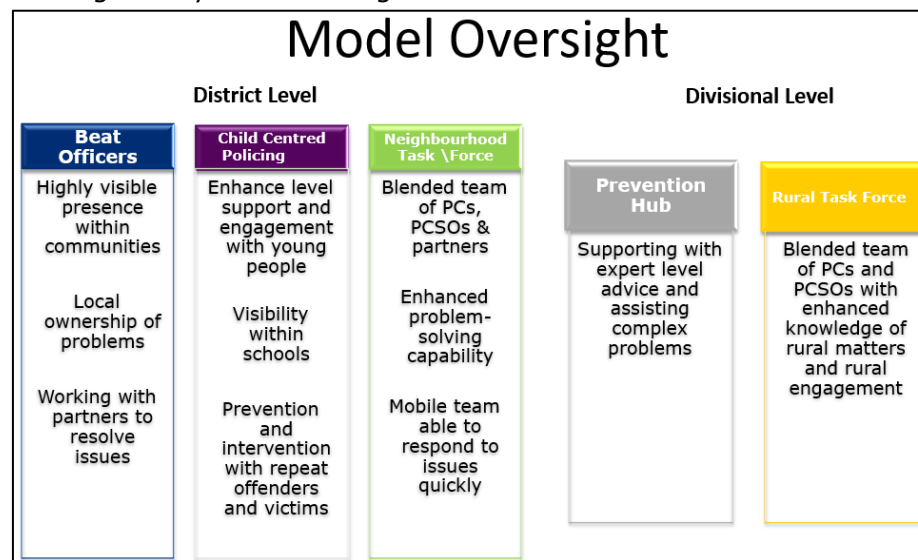 Model Oversight
District Level
Beat
Officers
Highly visible
presence
within
communities
Local
ownership of
problems
Working with
partners to
resolve
issues
Child Centred
Policing
Enhance level
support and
engagement
with young
people
Visibility
within
schools
Prevention
and
intervention
with repeat
offenders
and victims
Neighbourhood
Task \Force
Blended team
of PCs,
PCSOs &
partners
Enhanced
problem-
solving
capability
Mobile team
able to
respond to
issues
quickly
Divisional Level
Prevention
Hub
Supporting with
expert level
advice and
assisting
complex
problems
Rural Task Force
Blended team
of PCs and
PCSOs with
enhanced
knowledge of
rural matters
and rural
engagement